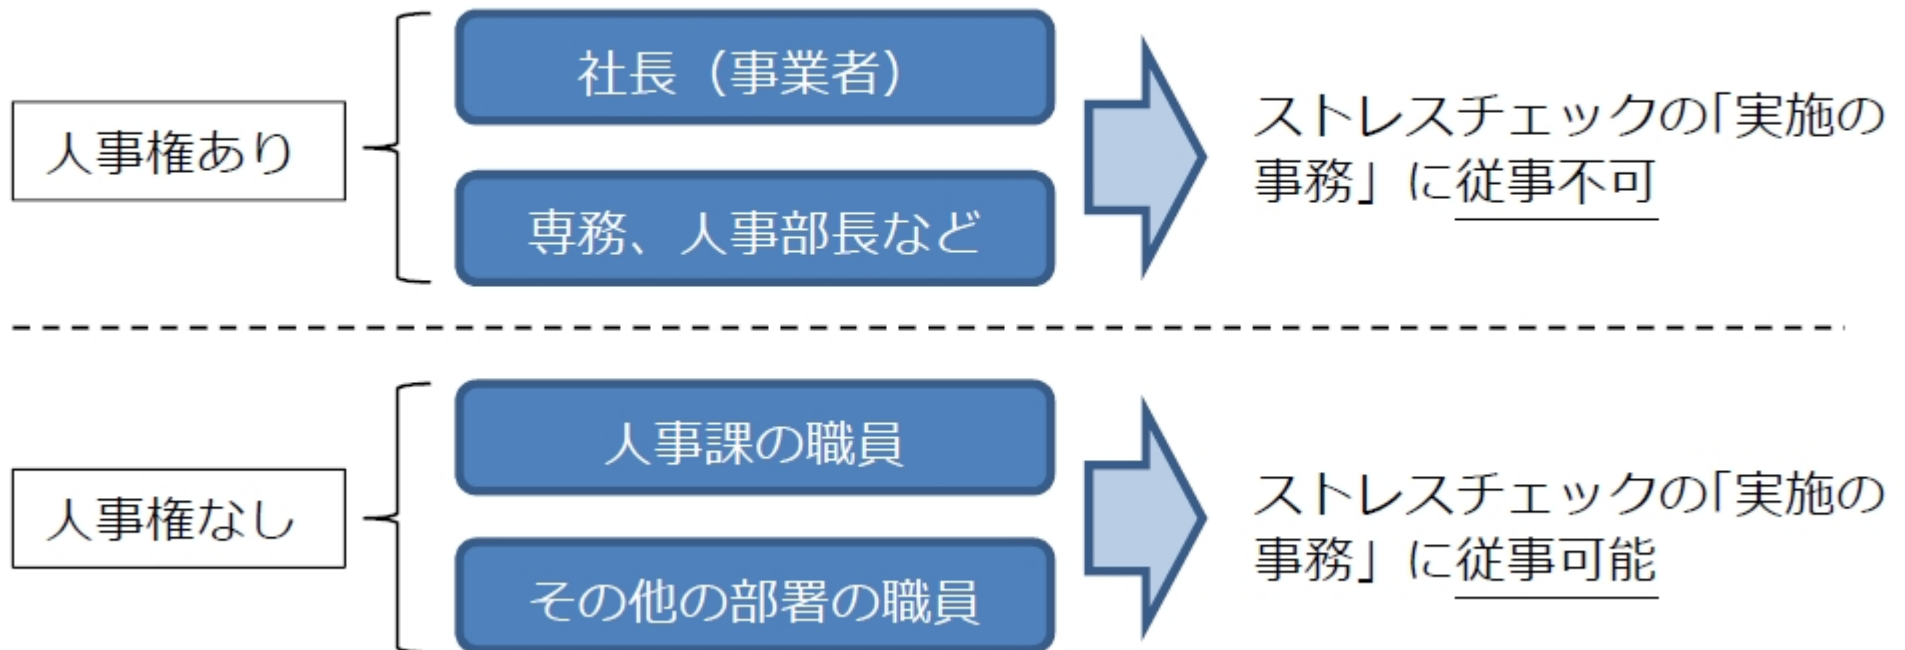 人事権あり
社長（事業者）
専務、人事部長など
ストレスチェックの「実施の
事務」に従事不可
人事権なし
人事課の職員
その他の部署の職員
ストレスチェックの「実施の
事務」に従事可能